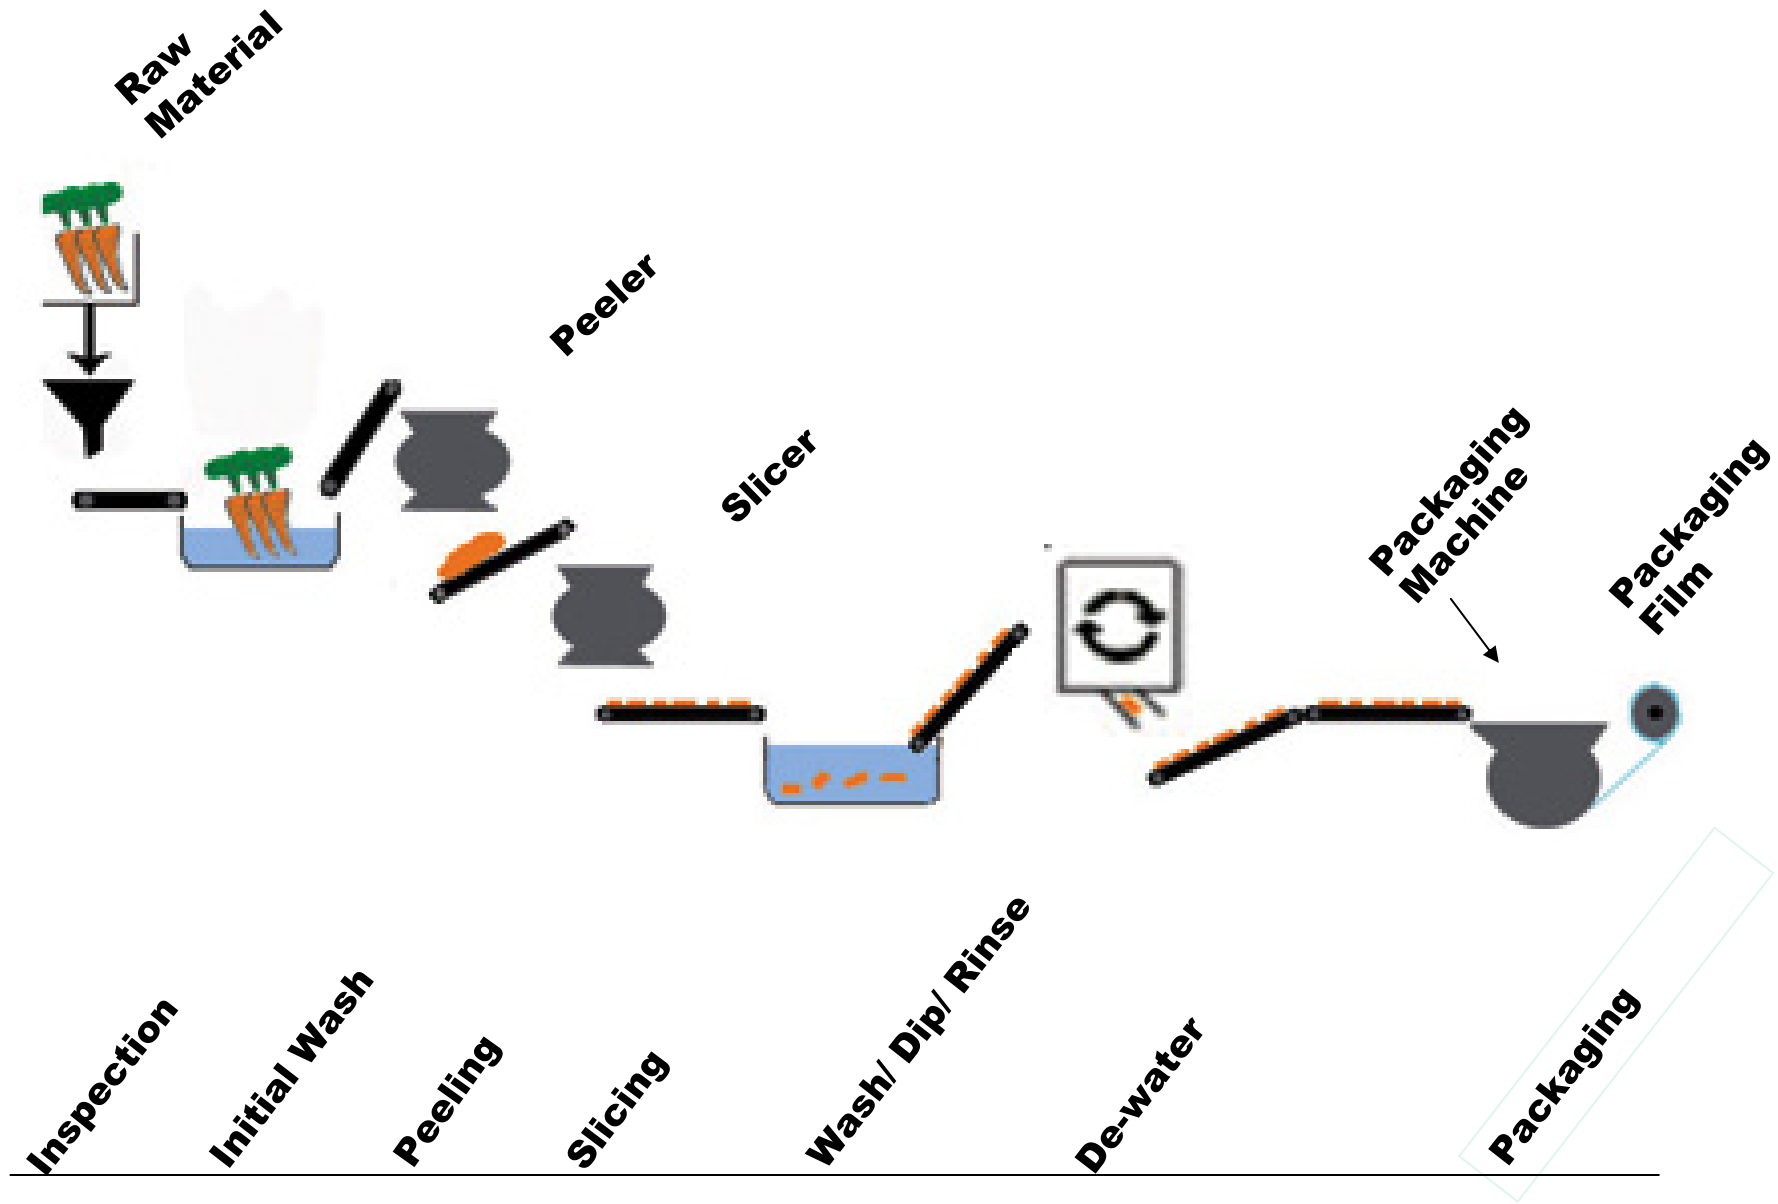 Raw
Material
Peeler
Slicer
Packaging
Machine
Packaging
Film
Inspection
Initial Wash
Peeling
Slicing
Wash/ Dip/ Rinse
De-water
Packaging